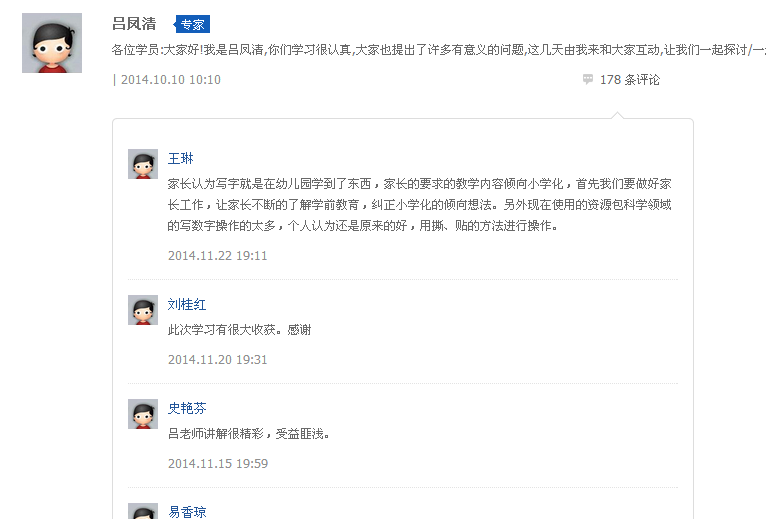 吕凤清 专家
各位学员:大家好!我是吕凤清,你们学习很认真,大家也提出了许多有意义的问题,这几天由我来和大家互动,让我们一起探讨/一
| 2014.10.10 10:10 178 条评论
王琳
家长认为写字就是在幼儿园学到了东西，家长的要求的教学内容倾向小学化，首先我们要做好家
长工作，让家长不断的了解学前教育，纠正小学化的倾向想法。另外现在使用的资源包科学领域
的写数字操作的太多，个人认为还是原来的好，用撕、贴的方法进行操作。
2014.11.22 19:11
刘桂红
此次学习有很大收获。感谢
2014.11.20 19:31
史艳芬
吕老师讲解很精彩，受益匪浅。
2014.11.15 19:59
易香琼